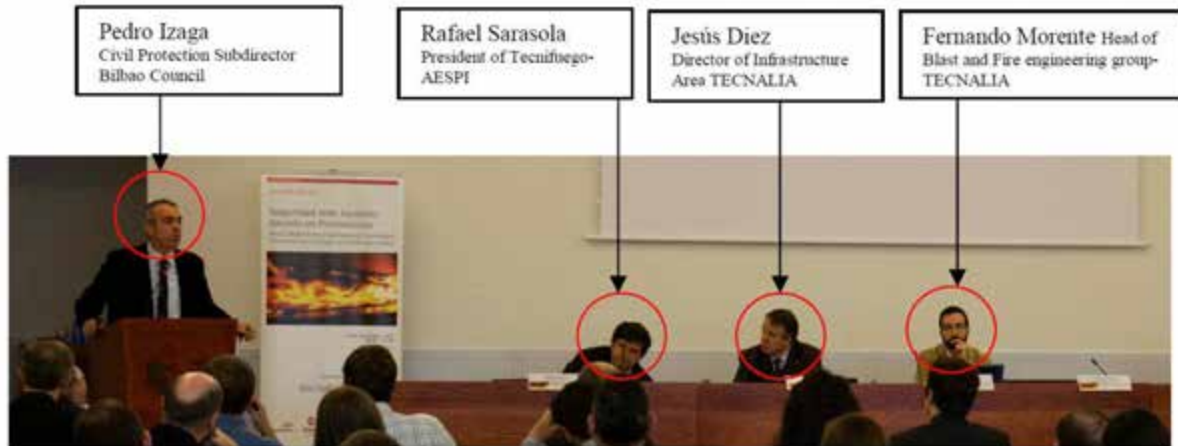 Pedro Izaga
Civil Protection Subdirector
Bilbao Council
Rafael Sarasola
President of Tecnifuego-
AESPI
Jesús Diez
Director of Infrastructure
Area TECNALIA
Fernando Morente Head of
Blast and Fire engineering group-
TECNALIA